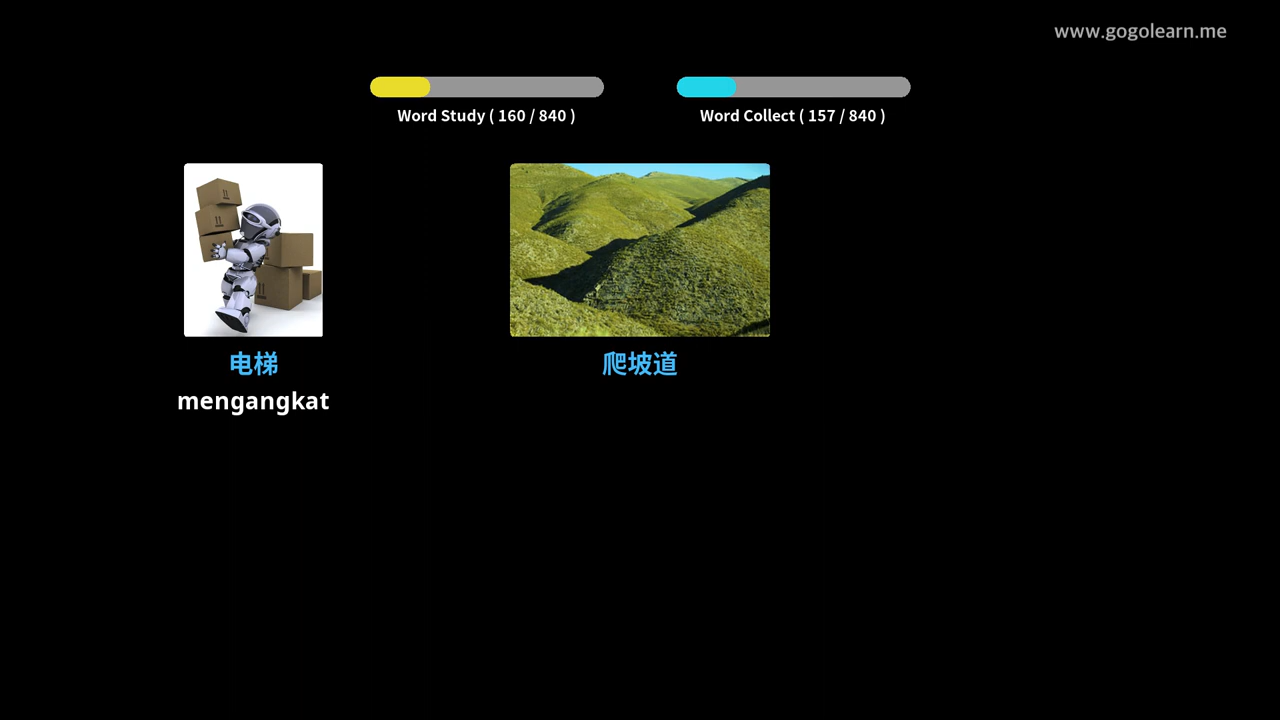 www.gogolearn.me
Word Study ( 160 / 840 )
Word Collect ( 157 / 840 )
电梯
爬坡道
mengangkat